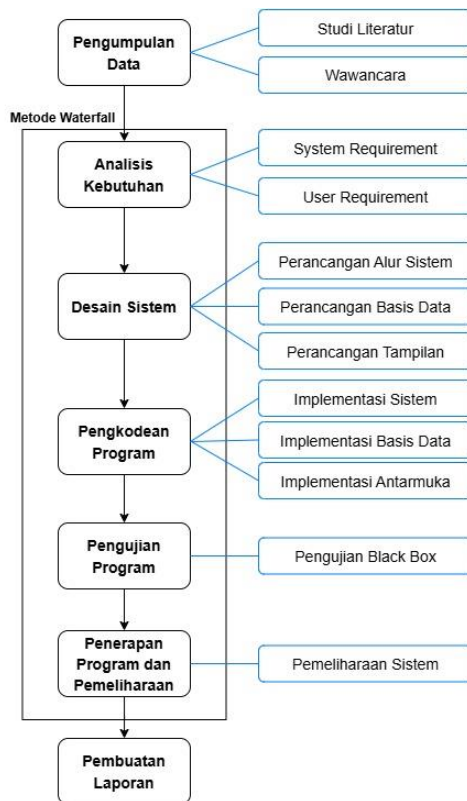 Pengumpulan
Data
Studi Literatur
Wawancara
Metode Waterfall
Analisis
Kebutuhan
System Requirement
User Requirement
Desain Sistem
Perancangan Alur Sistem
Perancangan Basis Data
Perancangan Tampilan
Pengkodean
Program
Implementasi Sistem
Implementasi Basis Data
Implementasi Antarmuka
Pengujian
Program
Pengujian Black Box
Penerapan
Program dan
Pemeliharaan
Pemeliharaan Sistem
Pembuatan
Laporan